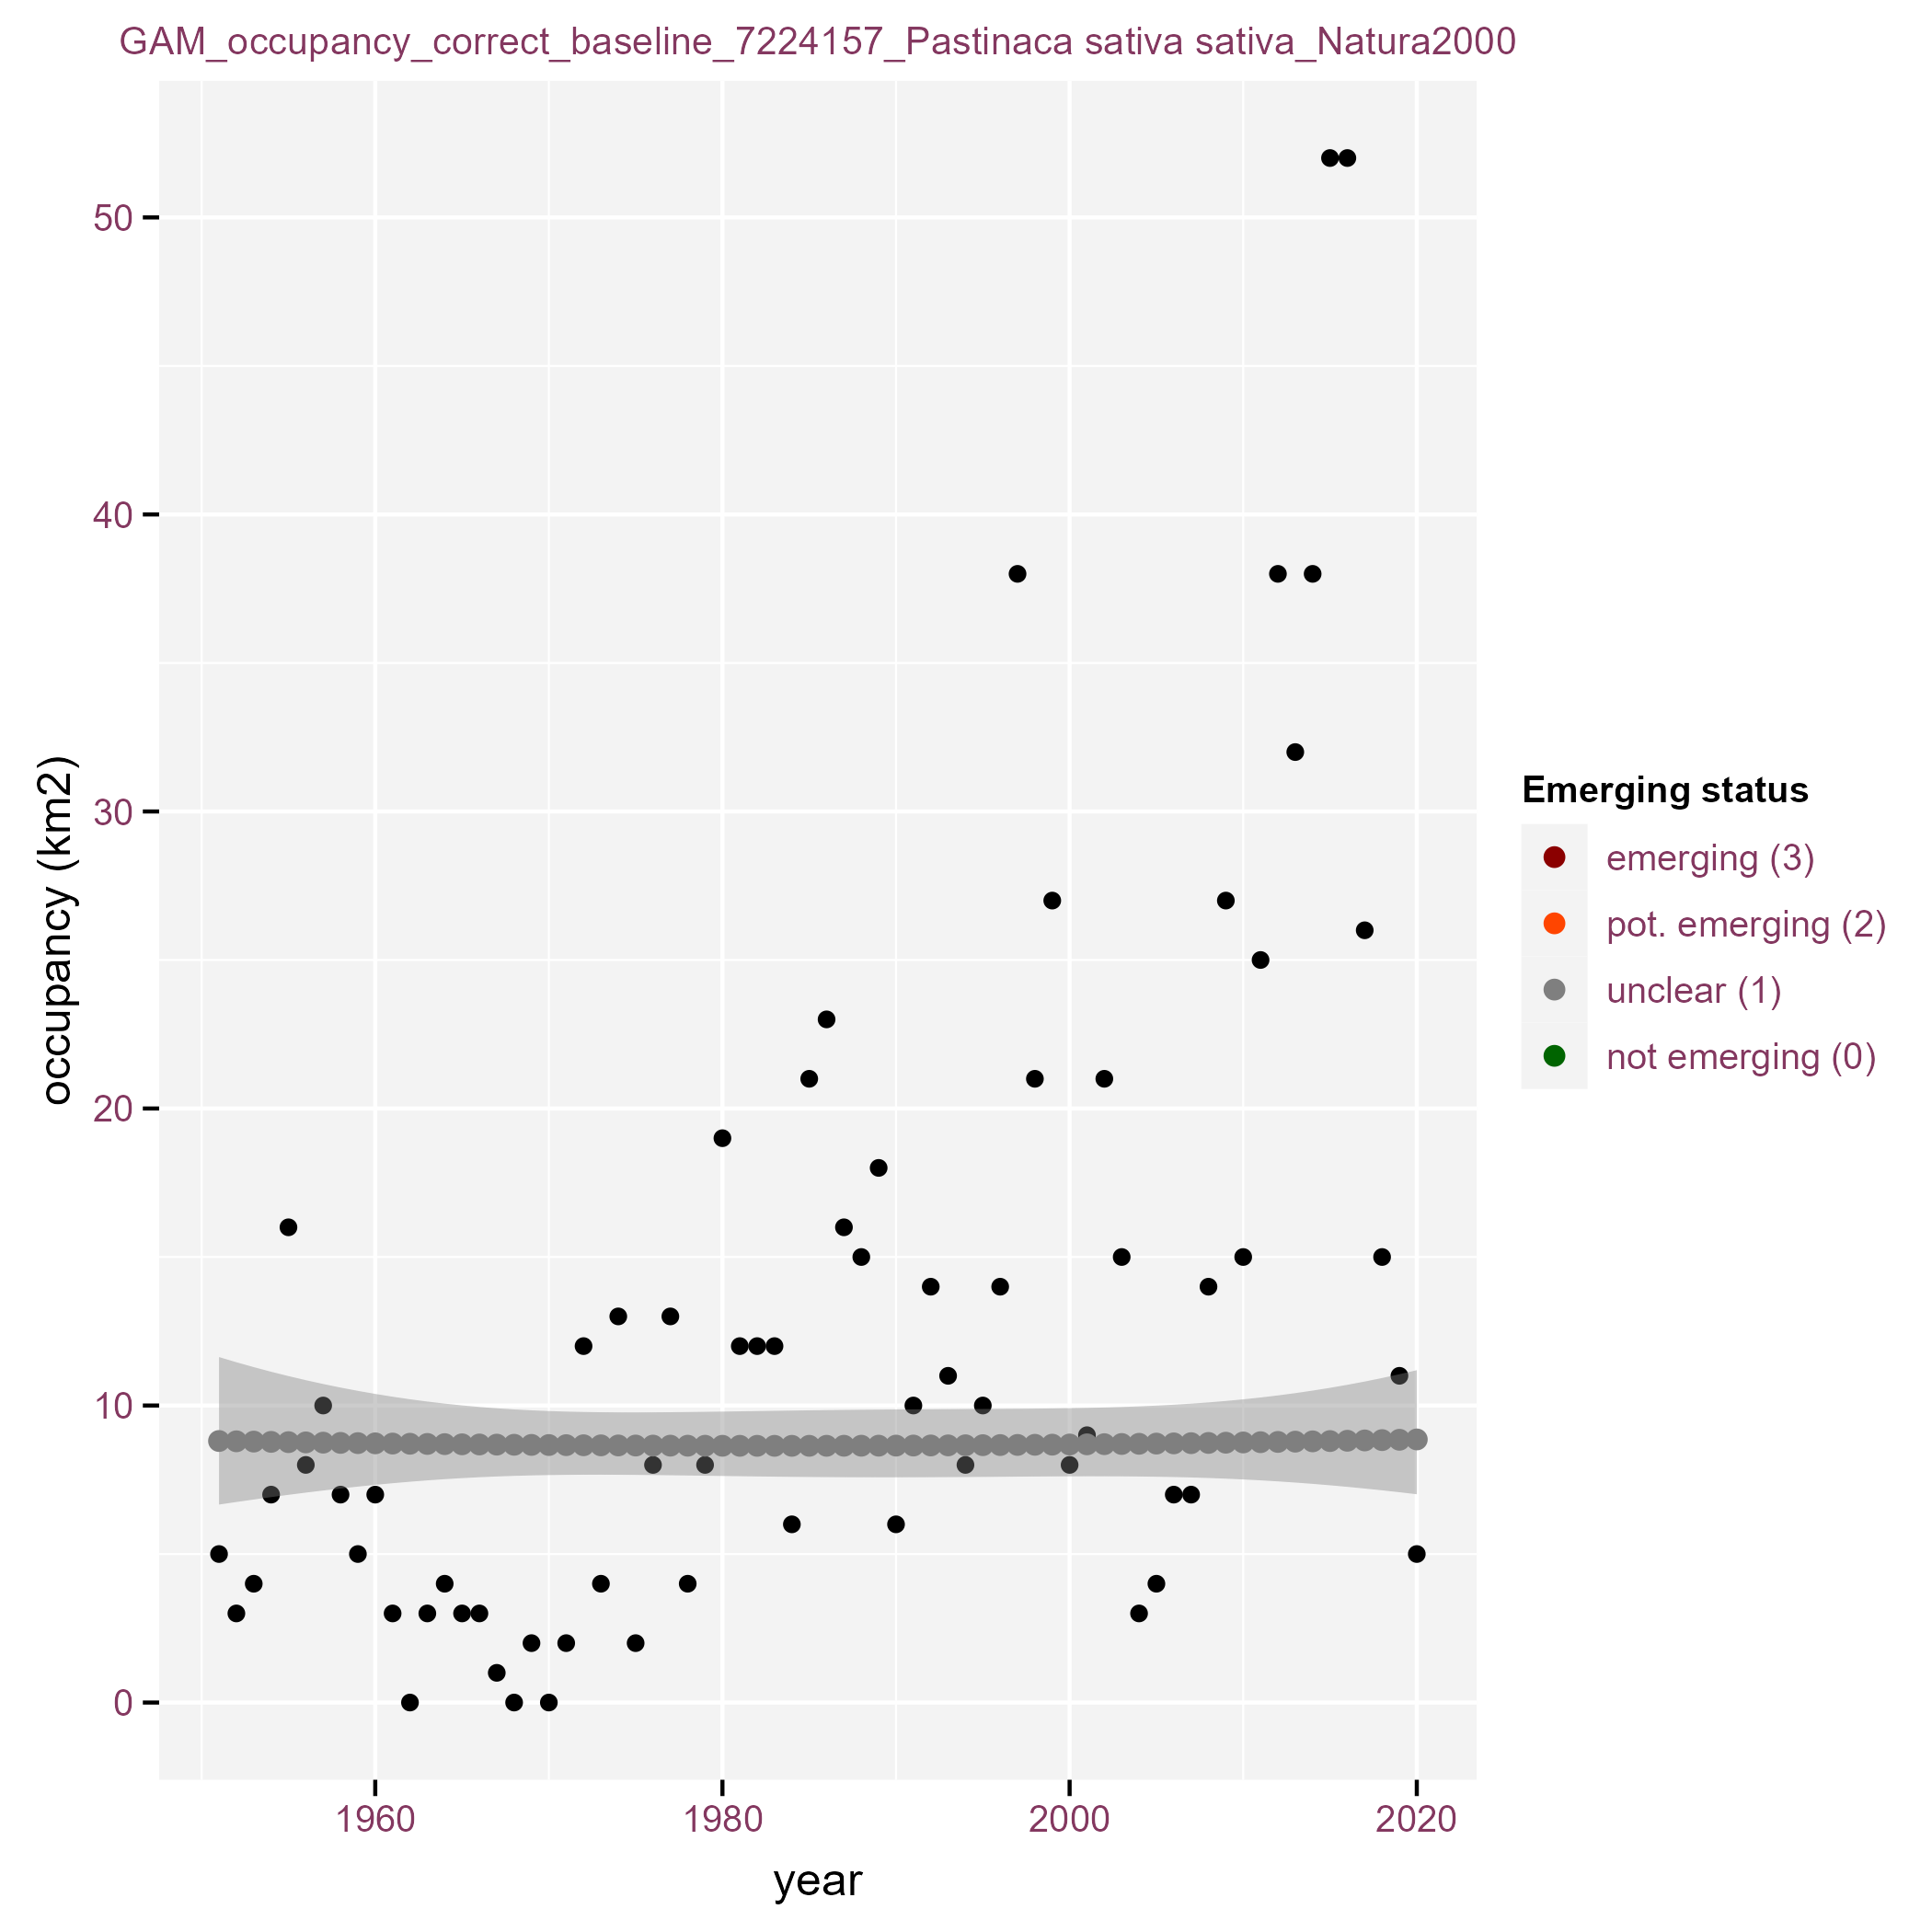 GAM_occupancy_correct_baseline_7224157_Pastinaca sativa sativa_Natura2000
50
40
30
20
10
0
occupancy (km2)
1960
1980
2000
2020
year
Emerging status
emerging (3)
pot. emerging (2)
unclear (1)
not emerging (0)